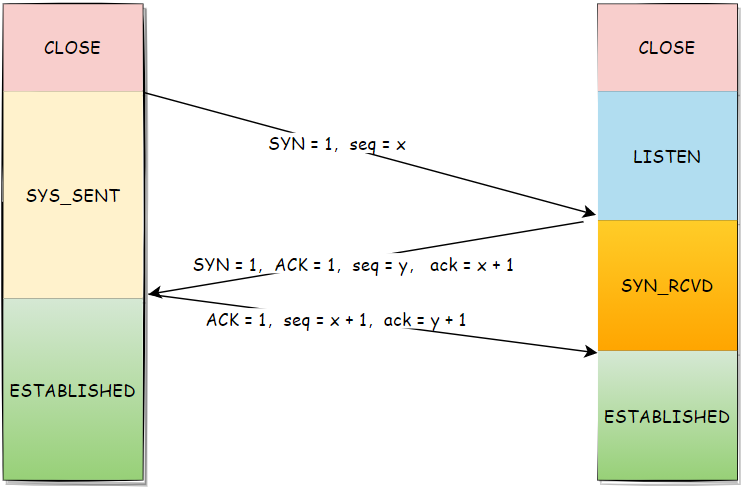 CLOSE
CLOSE
SYN = 1, seq = x
LISTEN
SYS_SENT
SYN = 1, ACK = 1, seq = y, ack = x + 1
SYN_RCVD
ACK = 1, seq = x + 1, ack = y + 1
ESTABLISHED
ESTABLISHED